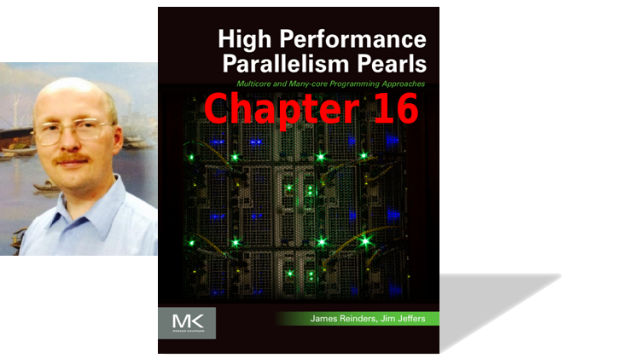 High Performance
Parallelism Pearls
Multicore and Many-core Programming Approaches
Chapter 16
MK
James Reinders, Jim Jeffers